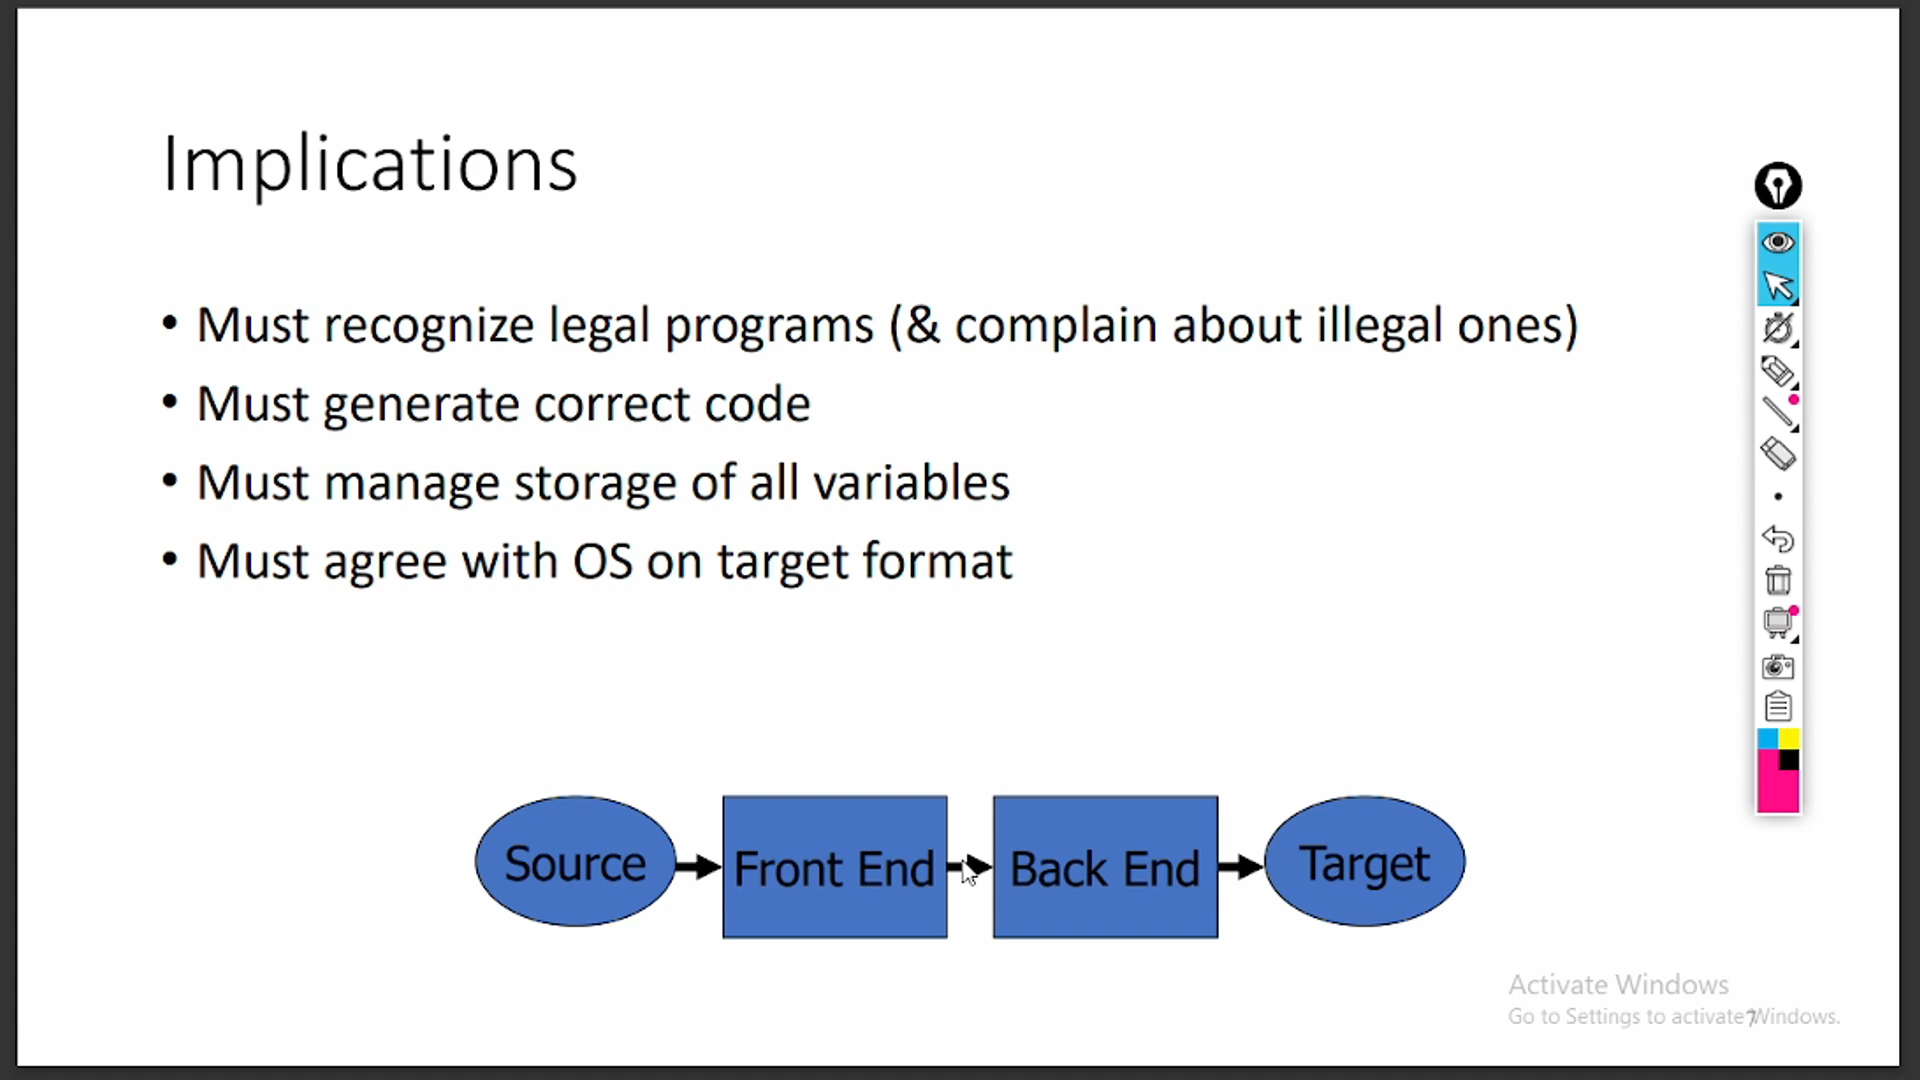 Implications
• Must recognize legal programs (& complain about illegal ones)
• Must generate correct code
• Must manage storage of all variables
• Must agree with OS on target format
Source Front End Back End Target
Activate Windows
Go to Settings to activate Windows.
7